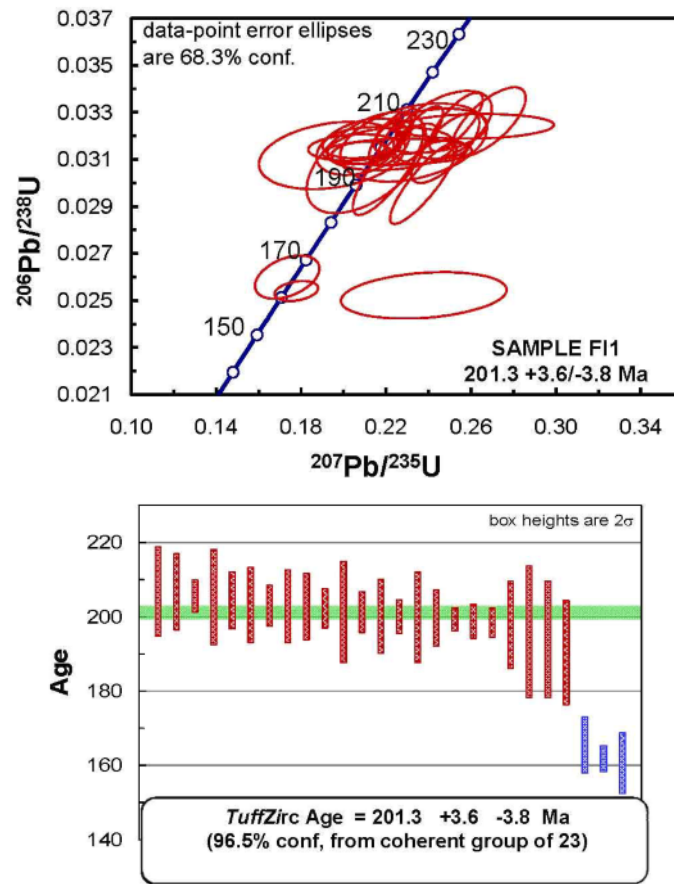 0.037
0.035
0.033
0.031
0.029
0.027
0.025
0.023
0.021
data-point error ellipses
are 68.3% conf.
230
210
190
170
150
SAMPLE FI1
201.3 +3.6/-3.8 Ma
206Pb/238U
0.10 0.14 0.18 0.22 0.26 0.30 0.34
207Pb/235U
box heights are 2σ
220
200
180
160
140
Age
TuffZirc Age = 201.3 +3.6 -3.8 Ma
(96.5% conf, from coherent group of 23)